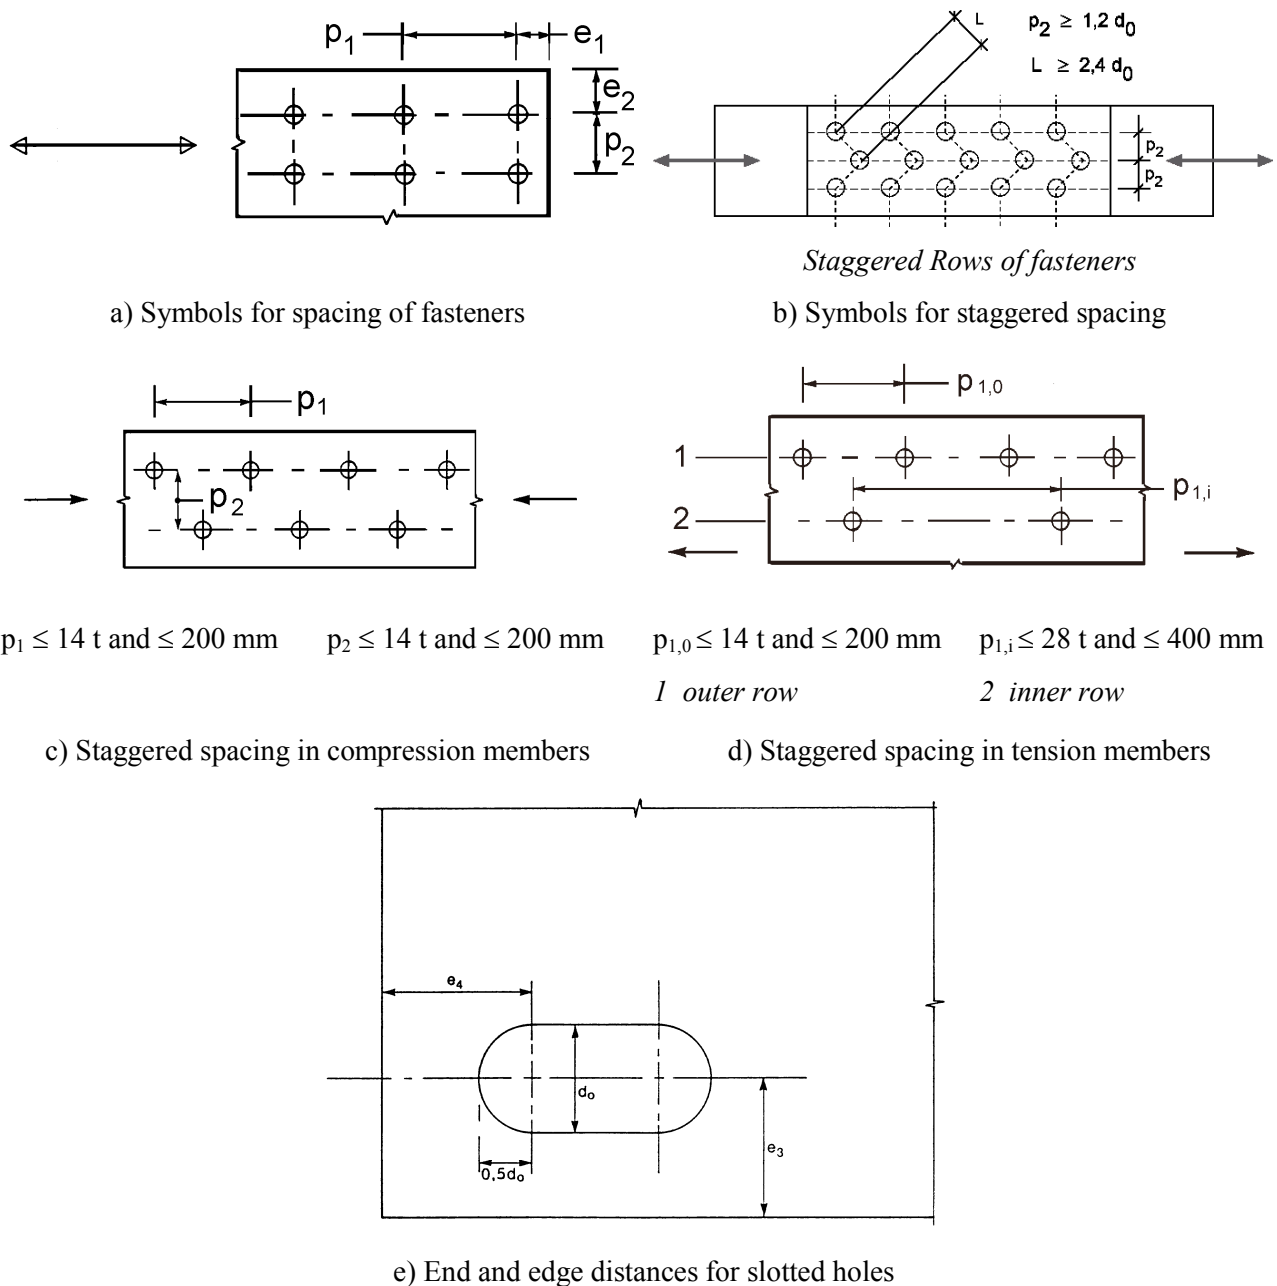 p₁ e₁
e₂
p₂
a) Symbols for spacing of fasteners
L p₂ ≥ 1,2 d₀
L ≥ 2,4 d₀
p₂
p₂
Staggered Rows of fasteners
b) Symbols for staggered spacing
p₁
p₂
p₁ ≤ 14 t and ≤ 200 mm p₂ ≤ 14 t and ≤ 200 mm
c) Staggered spacing in compression members
p₁,₀
1
p₁,ᵢ
2
p₁,₀ ≤ 14 t and ≤ 200 mm p₁,ᵢ ≤ 28 t and ≤ 400 mm
1 outer row 2 inner row
d) Staggered spacing in tension members
e₄
dₒ
e₃
0,5dₒ
e) End and edge distances for slotted holes